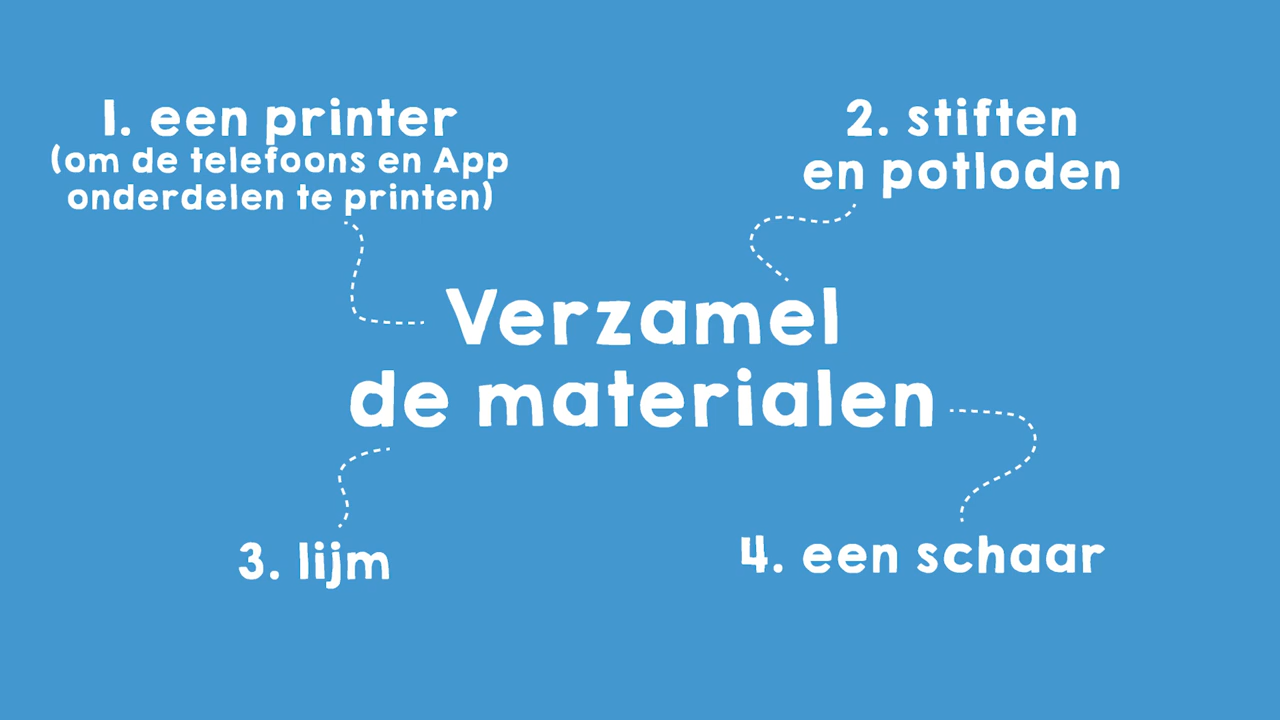 1. een printer
(om de telefoons en App
onderdelen te printen)
2. stiften
en potloden
Verzamel
de materialen
3. lijm
4. een schaar